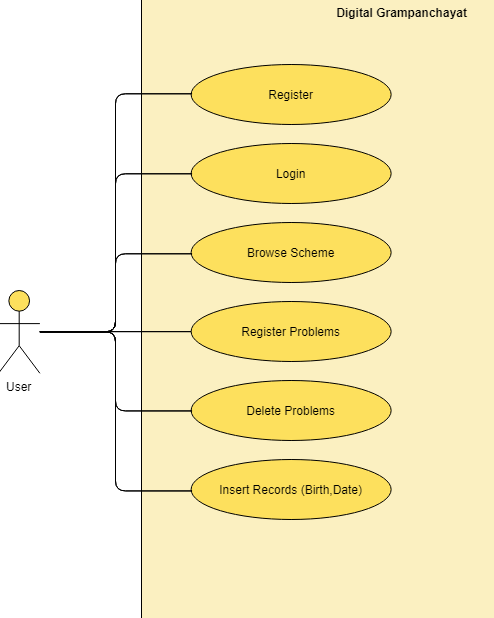 Digital Grampanchayat
Register
Login
Browse Scheme
Register Problems
Delete Problems
Insert Records (Birth,Date)
User